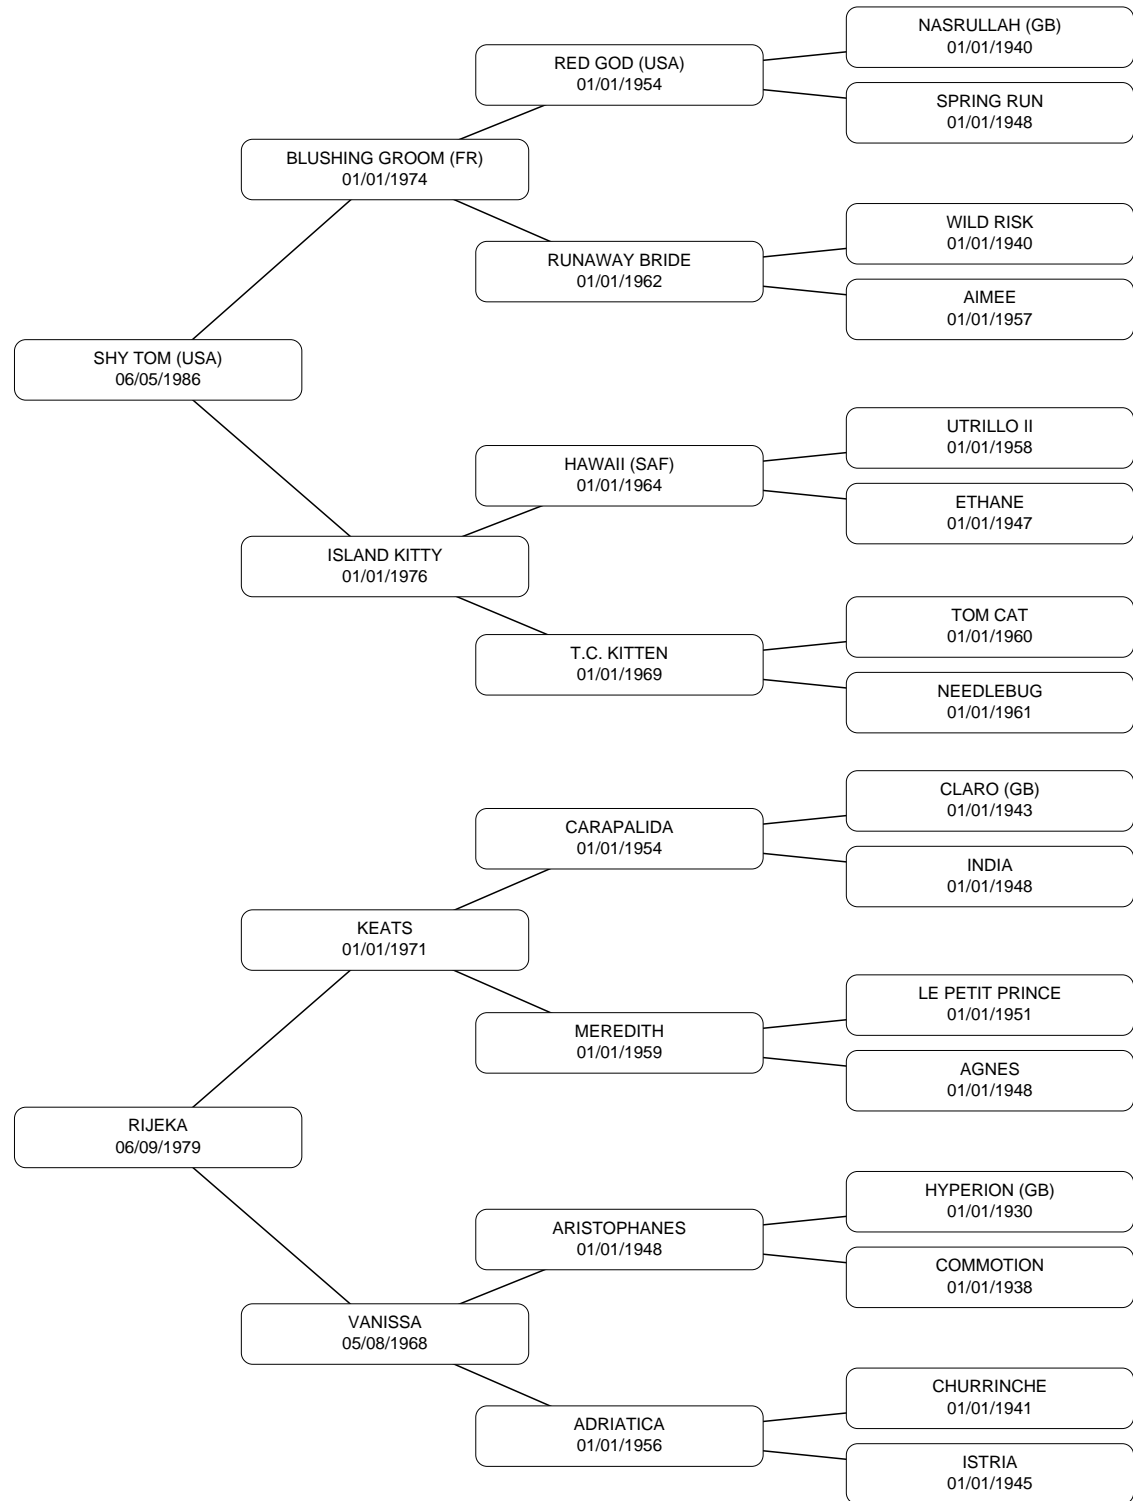 NASRULLAH (GB)
01/01/1940
RED GOD (USA)
01/01/1954
SPRING RUN
01/01/1948
BLUSHING GROOM (FR)
01/01/1974
WILD RISK
01/01/1940
RUNAWAY BRIDE
01/01/1962
AIMEE
01/01/1957
SHY TOM (USA)
06/05/1986
UTRILLO II
01/01/1958
HAWAII (SAF)
01/01/1964
ETHANE
01/01/1947
ISLAND KITTY
01/01/1976
TOM CAT
01/01/1960
T.C. KITTEN
01/01/1969
NEEDLEBUG
01/01/1961
CLARO (GB)
01/01/1943
CARAPALIDA
01/01/1954
INDIA
01/01/1948
KEATS
01/01/1971
LE PETIT PRINCE
01/01/1951
MEREDITH
01/01/1959
AGNES
01/01/1948
RIJEKA
06/09/1979
HYPERION (GB)
01/01/1930
ARISTOPHANES
01/01/1948
COMMOTION
01/01/1938
VANISSA
05/08/1968
CHURRINCHE
01/01/1941
ADRIATICA
01/01/1956
ISTRIA
01/01/1945